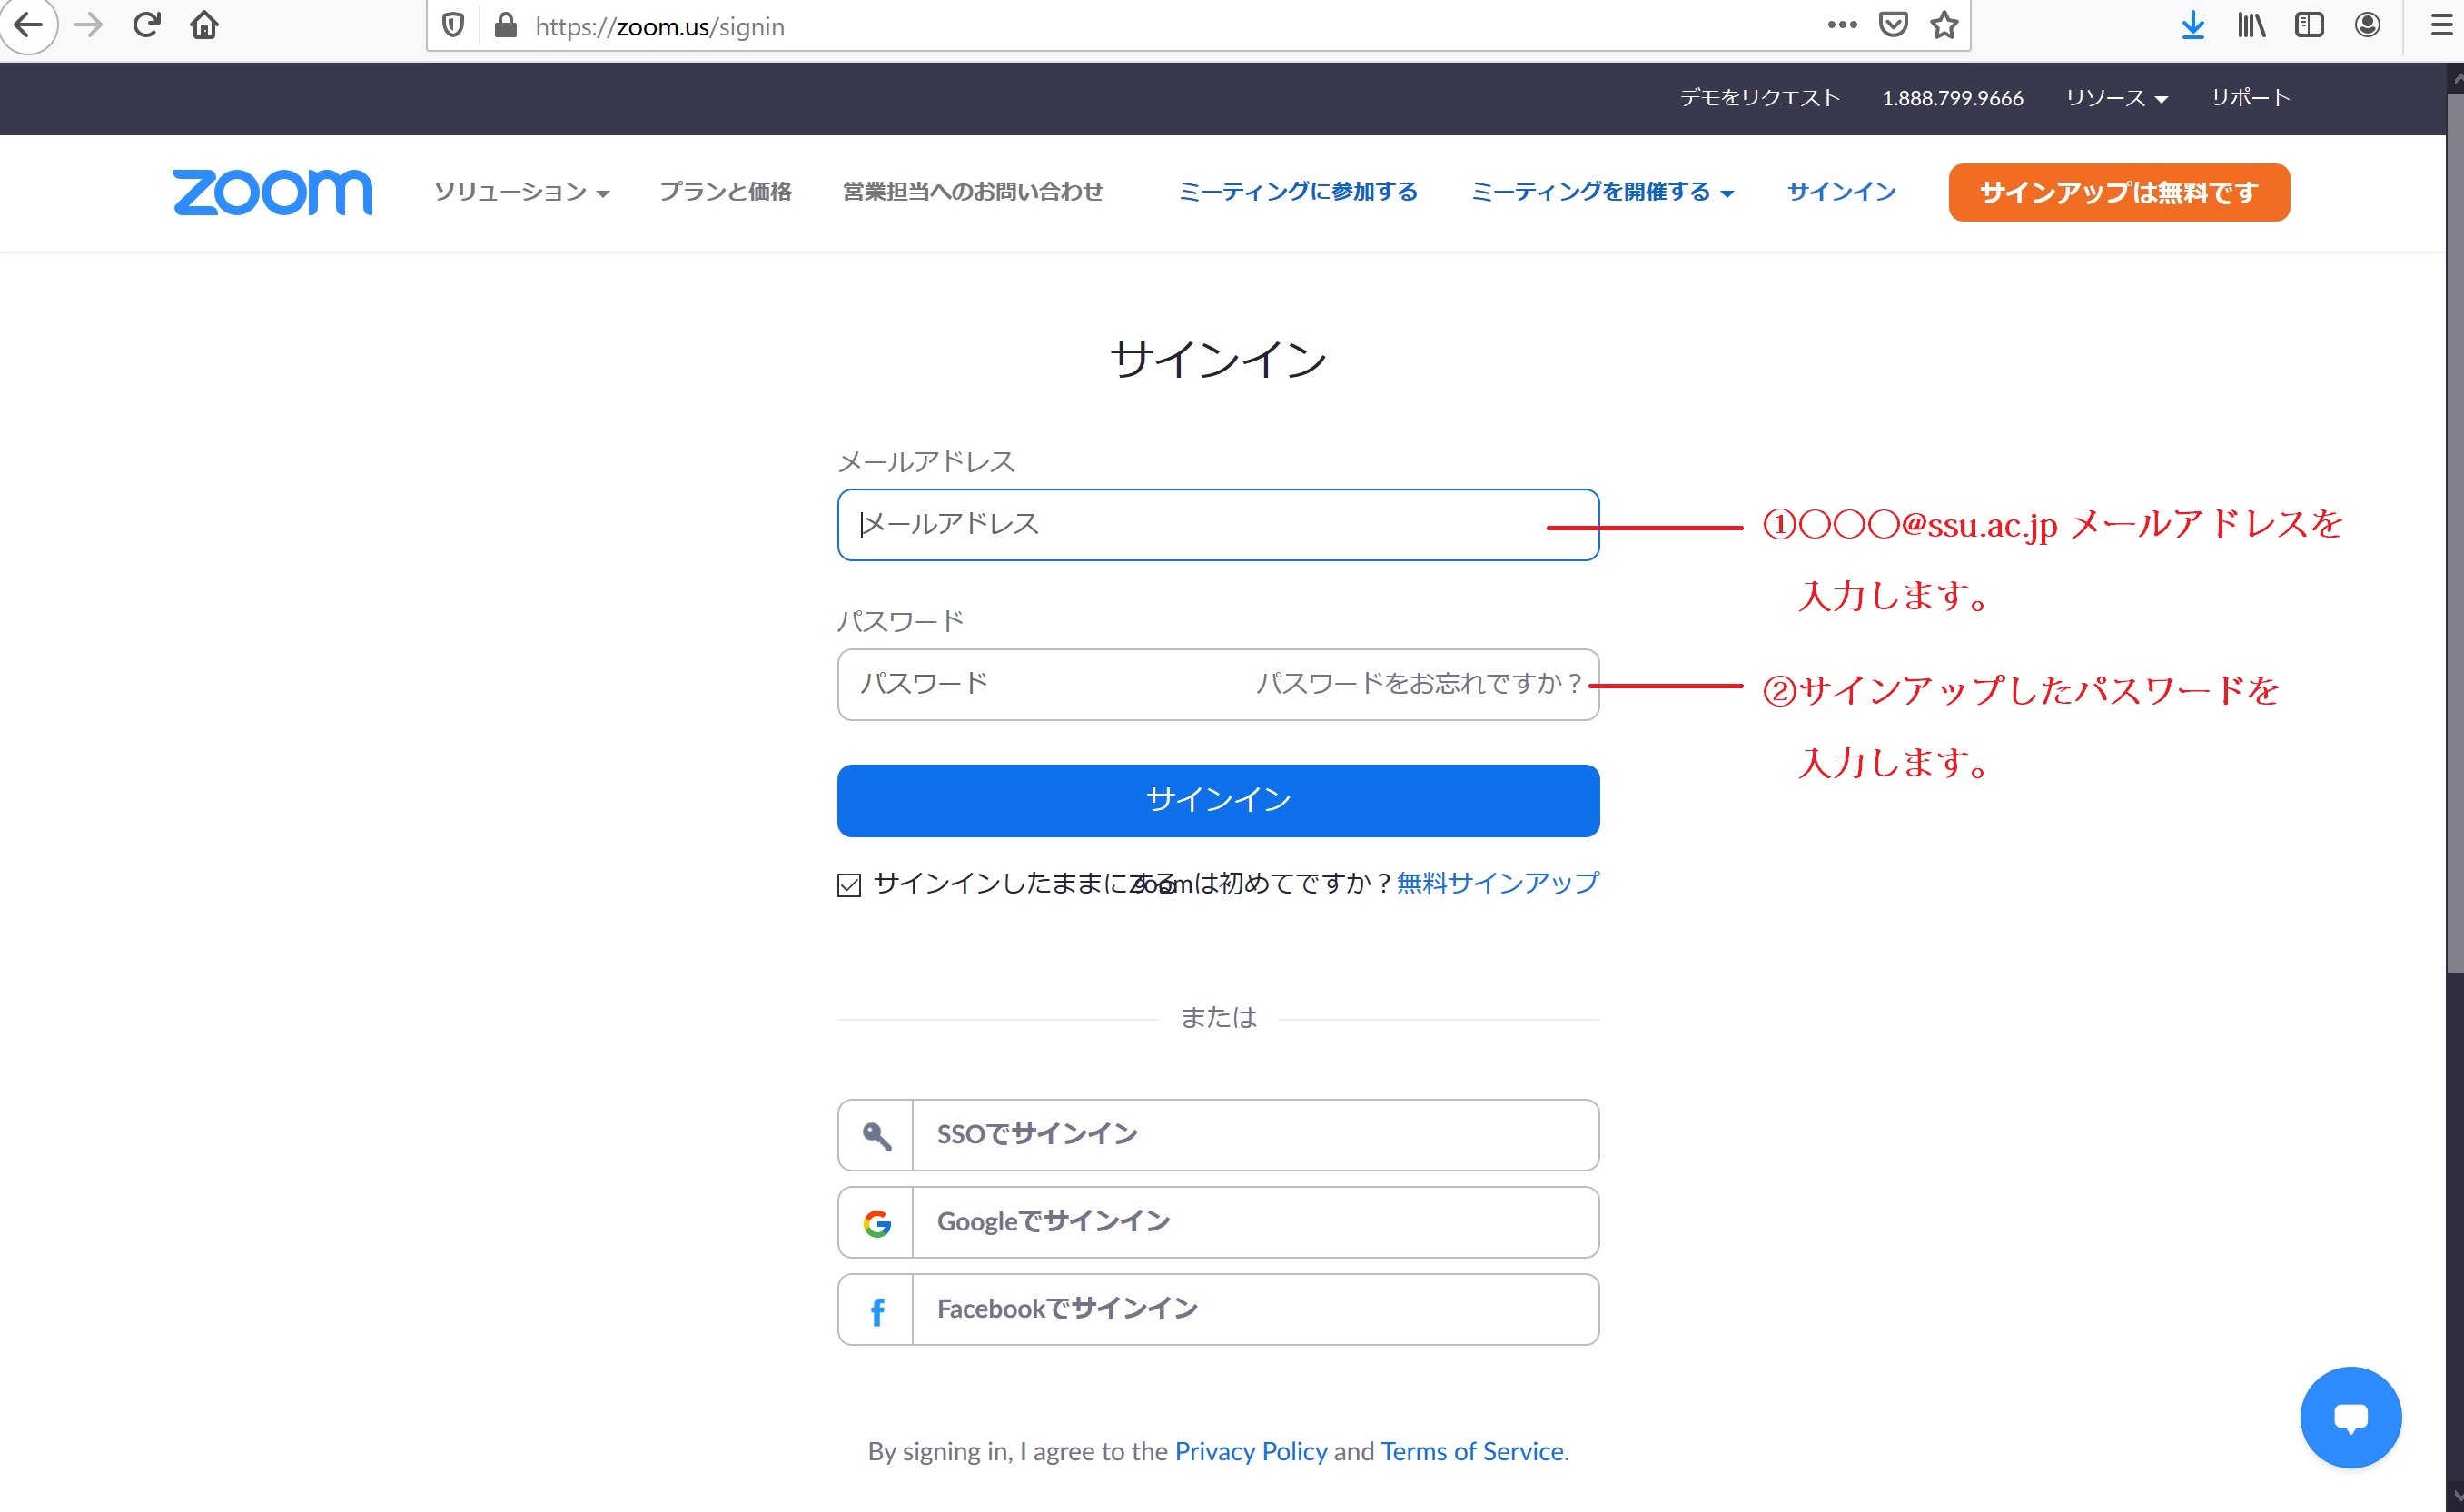 https://zoom.us/signin
デモをリクエスト 1.888.799.9666 リソース サポート
zoom ソリューション プランと価格 営業担当へのお問い合わせ ミーティングに参加する ミーティングを開催する サインイン サインアップは無料です
サインイン
メールアドレス
メールアドレス
①〇〇〇@ssu.ac.jp メールアドレスを
入力します。
パスワード
パスワード パスワードをお忘れですか？
②サインアップしたパスワードを
入力します。
サインイン
サインインしたままにする Zoomは初めてですか？無料サインアップ
または
SSOでサインイン
Googleでサインイン
Facebookでサインイン
By signing in, I agree to the Privacy Policy and Terms of Service.